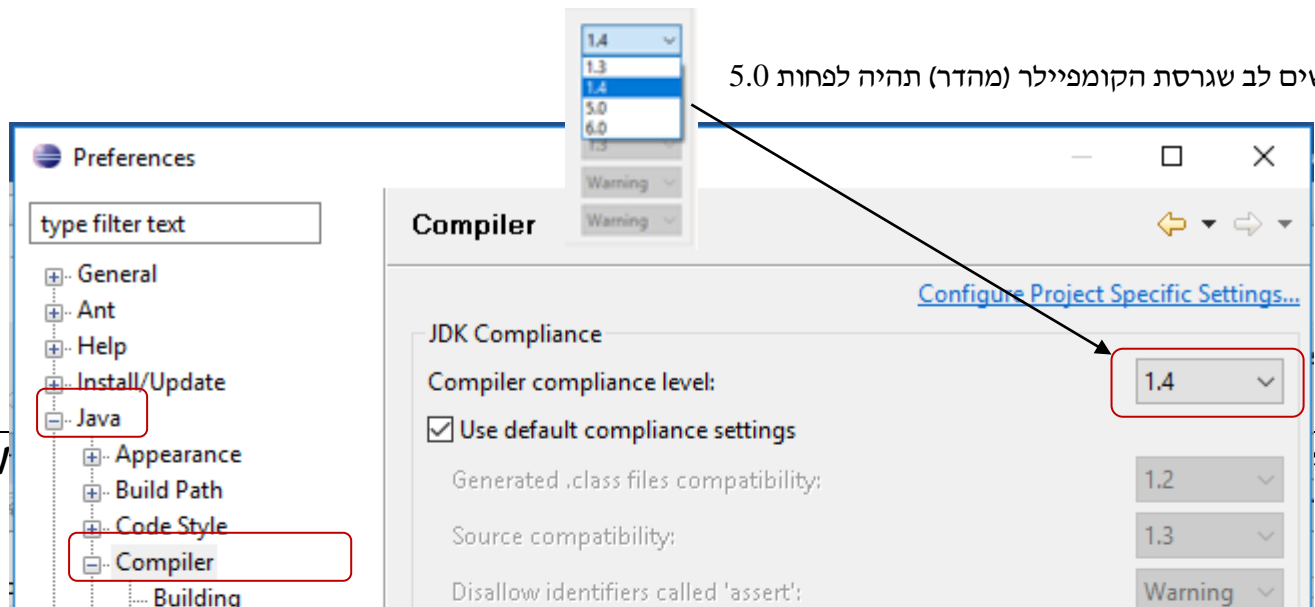 1.4
1.3
1.4
5.0
6.0
1.3
Warning
Warning
לב שגרסת הקומפיילר (מהדר) תהיה לפחות 5.0
Preferences
type filter text
Compiler
General
Ant
Help
Install/Update
Java
Appearance
Build Path
Code Style
Compiler
Building
Configure Project Specific Settings...
JDK Compliance
Compiler compliance level: 1.4
Use default compliance settings
Generated .class files compatibility: 1.2
Source compatibility: 1.3
Disallow identifiers called 'assert': Warning